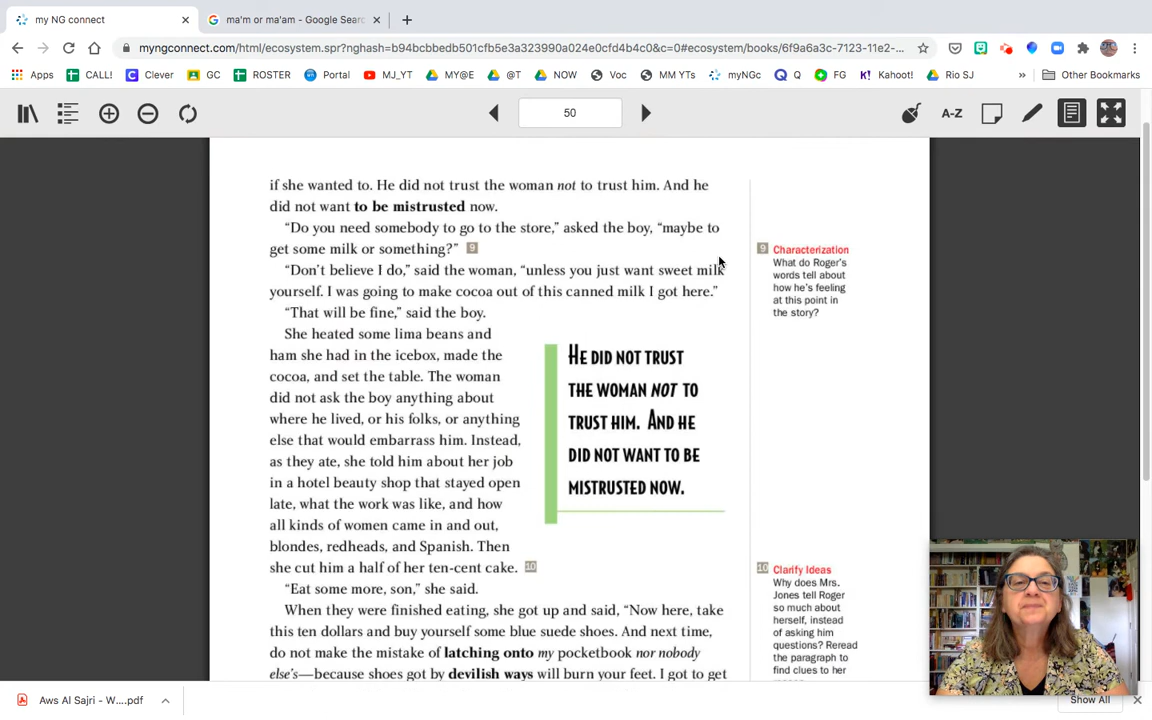 my NG connect
ma'm or ma'am - Google Searc
myngconnect.com/html/ecosystem.spr?nghash=b94bcbbedb501cfb5e3a323990a024e0cfd4b4c0&c=0#ecosystem/books/6f9a6a3c-7123-11e2-...
Apps CALL! Clever GC ROSTER Portal MJ_YT MY@E @T NOW Voc MM YTs myNGc Q FG Kahoot! Rio SJ » Other Bookmarks
50
A-Z
if she wanted to. He did not trust the woman not to trust him. And he
did not want to be mistrusted now.
“Do you need somebody to go to the store,” asked the boy, “maybe to
get some milk or something?” 9
“Don’t believe I do,” said the woman, “unless you just want sweet milk
yourself. I was going to make cocoa out of this canned milk I got here.”
“That will be fine,” said the boy.
She heated some lima beans and
ham she had in the icebox, made the
cocoa, and set the table. The woman
did not ask the boy anything about
where he lived, or his folks, or anything
else that would embarrass him. Instead,
as they ate, she told him about her job
in a hotel beauty shop that stayed open
late, what the work was like, and how
all kinds of women came in and out,
blondes, redheads, and Spanish. Then
she cut him a half of her ten-cent cake. 10
“Eat some more, son,” she said.
When they were finished eating, she got up and said, “Now here, take
this ten dollars and buy yourself some blue suede shoes. And next time,
do not make the mistake of latching onto my pocketbook nor nobody
else’s—because shoes got by devilish ways will burn your feet. I got to get
HE DID NOT TRUST
THE WOMAN NOT TO
TRUST HIM. AND HE
DID NOT WANT TO BE
MISTRUSTED NOW.
9 Characterization
What do Roger’s
words tell about
how he’s feeling
at this point in
the story?
10 Clarify Ideas
Why does Mrs.
Jones tell Roger
so much about
herself, instead
of asking him
questions? Reread
the paragraph to
find clues to her
Aws Al Sajri - W....pdf
Show All